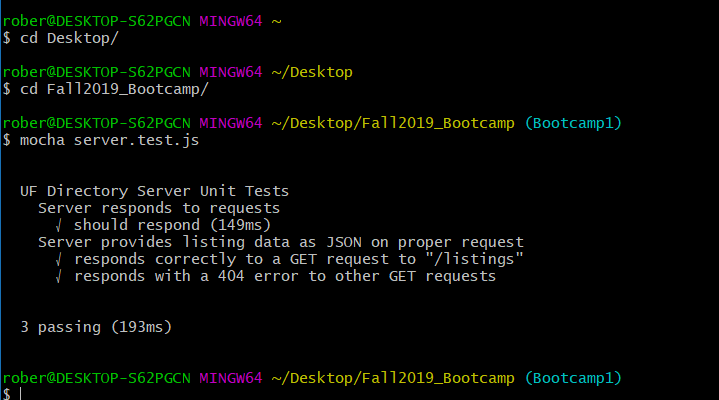 rober@DESKTOP-S62PGCN MINGW64 ~
$ cd Desktop/
rober@DESKTOP-S62PGCN MINGW64 ~/Desktop
$ cd Fall2019_Bootcamp/
rober@DESKTOP-S62PGCN MINGW64 ~/Desktop/Fall2019_Bootcamp (Bootcamp1)
$ mocha server.test.js
UF Directory Server Unit Tests
Server responds to requests
√ should respond (149ms)
Server provides listing data as JSON on proper request
√ responds correctly to a GET request to "/listings"
√ responds with a 404 error to other GET requests
3 passing (193ms)
rober@DESKTOP-S62PGCN MINGW64 ~/Desktop/Fall2019_Bootcamp (Bootcamp1)
$